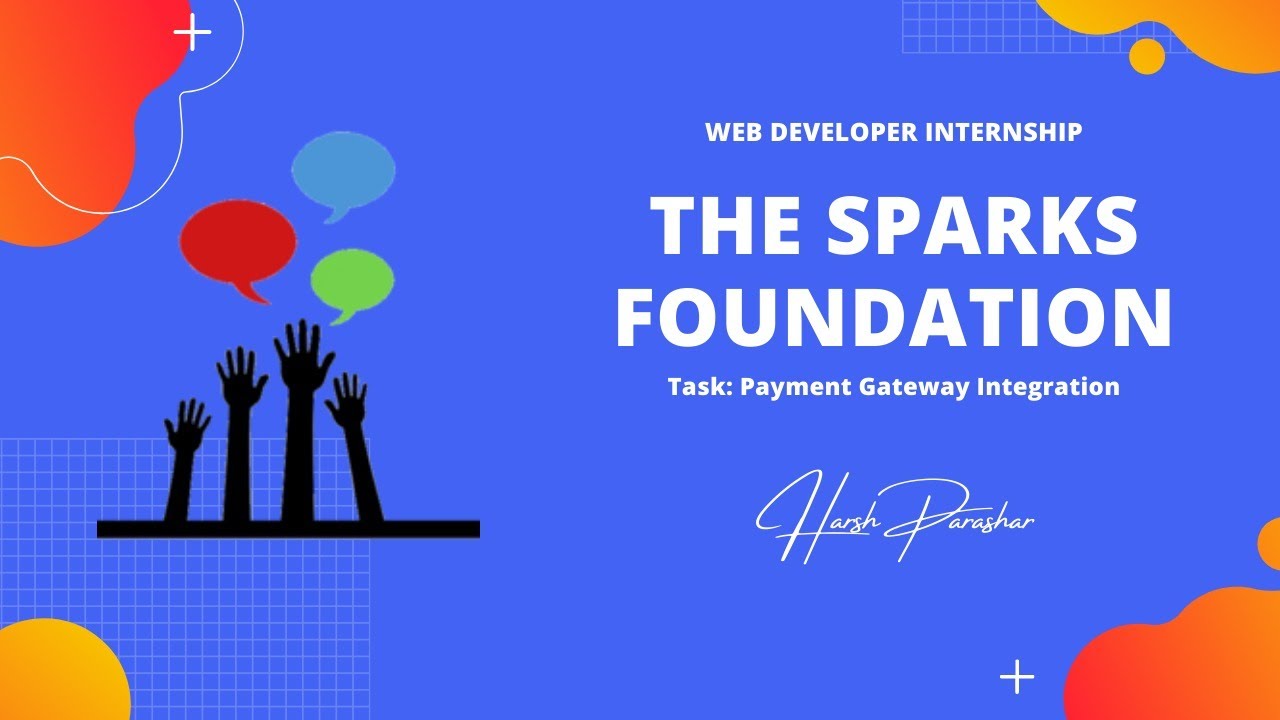 WEB DEVELOPER INTERNSHIP
THE SPARKS
FOUNDATION
Task: Payment Gateway Integration
Harsh Parashar